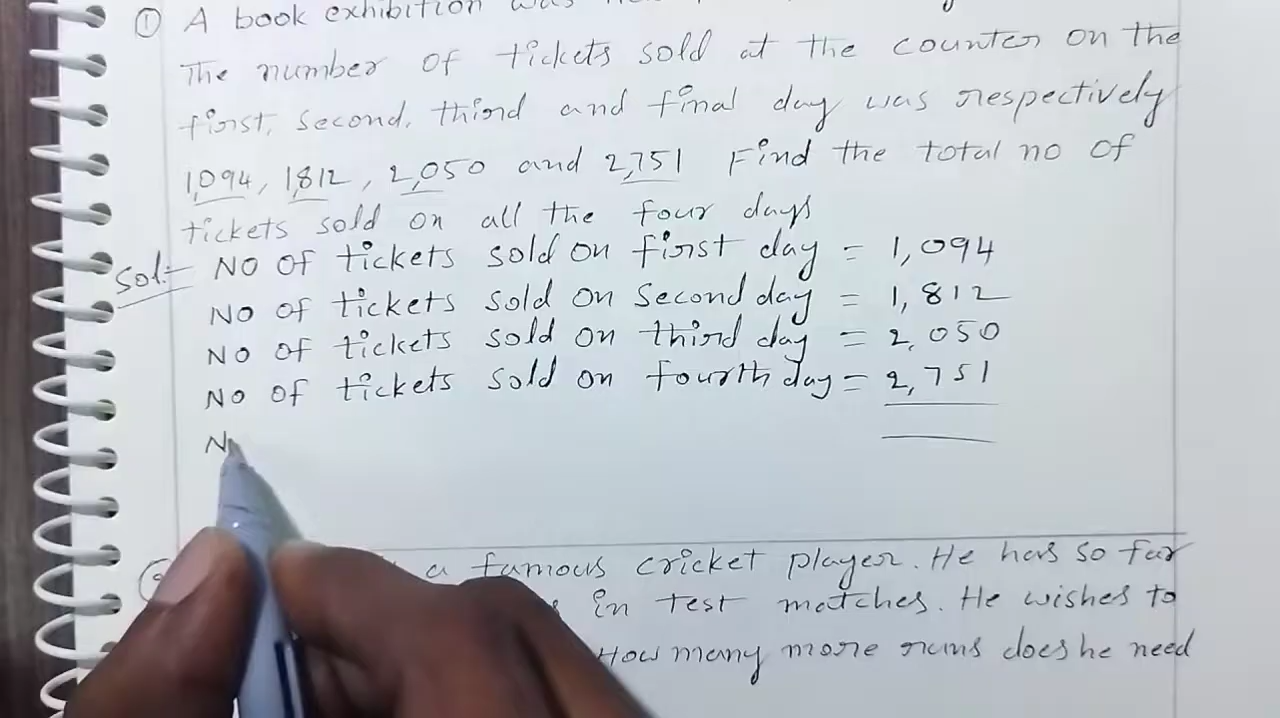 ① A book exhibition was
The number of tickets sold at the counter on the
first, second, third and final day was respectively
1,094, 1,812, 2,050 and 2,751 Find the total no of
tickets sold on all the four days
Sol:- No of tickets sold on first day = 1,094
No of tickets sold on second day = 1,812
No of tickets sold on third day = 2,050
No of tickets sold on fourth day = 2,751
N
a famous cricket player. He has so far
in test matches. He wishes to
How many more runs does he need